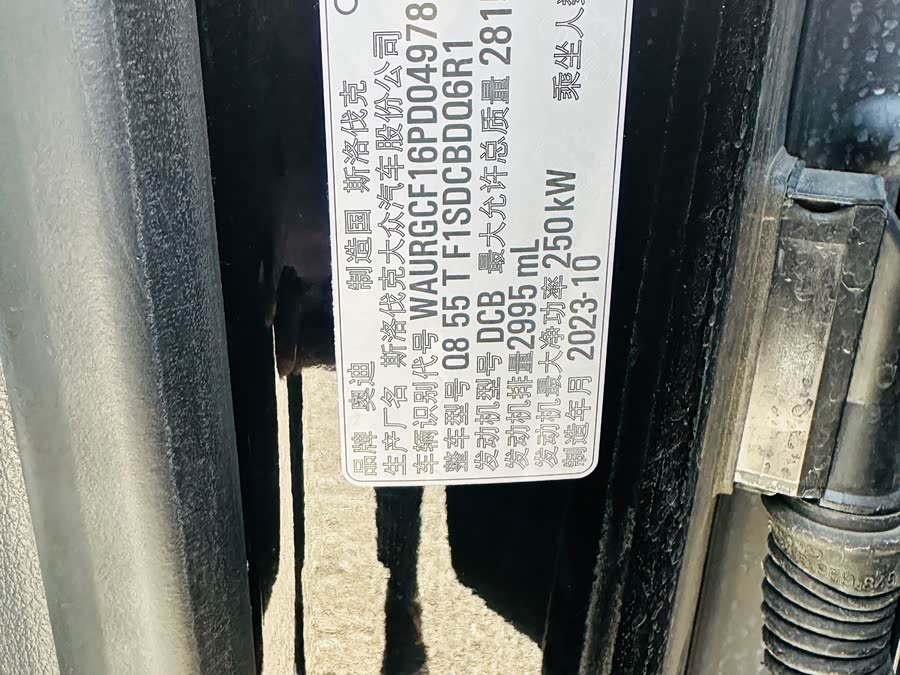 品牌 奥迪 制造国 斯洛伐克
生产厂名 斯洛伐克大众汽车股份公司
车辆识别代号 WAURGCF16PD04978
整车型号 Q8 55 T F1SDCBDQ6R1
发动机型号 DCB 最大允许总质量 281
发动机排量 2995 mL
发动机最大净功率 250 kW 乘坐人
制造年月 2023-10